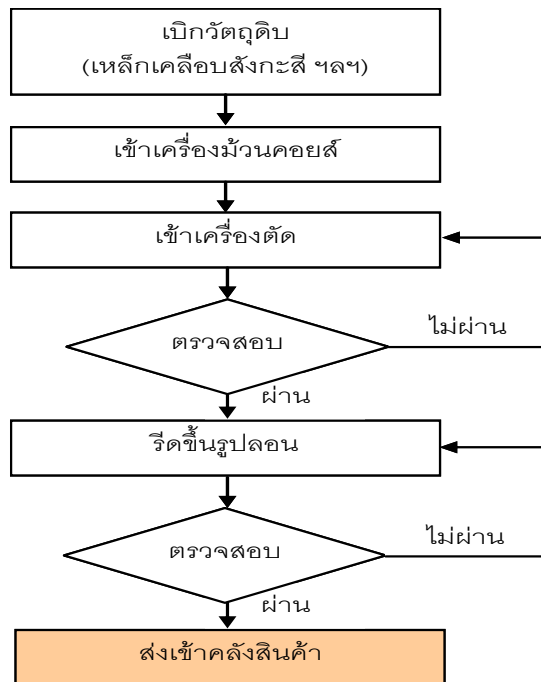 เบิกวัตถุดิบ
(เหล็กเคลือบสังกะสี ฯลฯ)
เข้าเครื่องม้วนคอยส์
เข้าเครื่องตัด
ตรวจสอบ
ไม่ผ่าน
ผ่าน
รีดขึ้นรูปลอน
ตรวจสอบ
ไม่ผ่าน
ผ่าน
ส่งเข้าคลังสินค้า